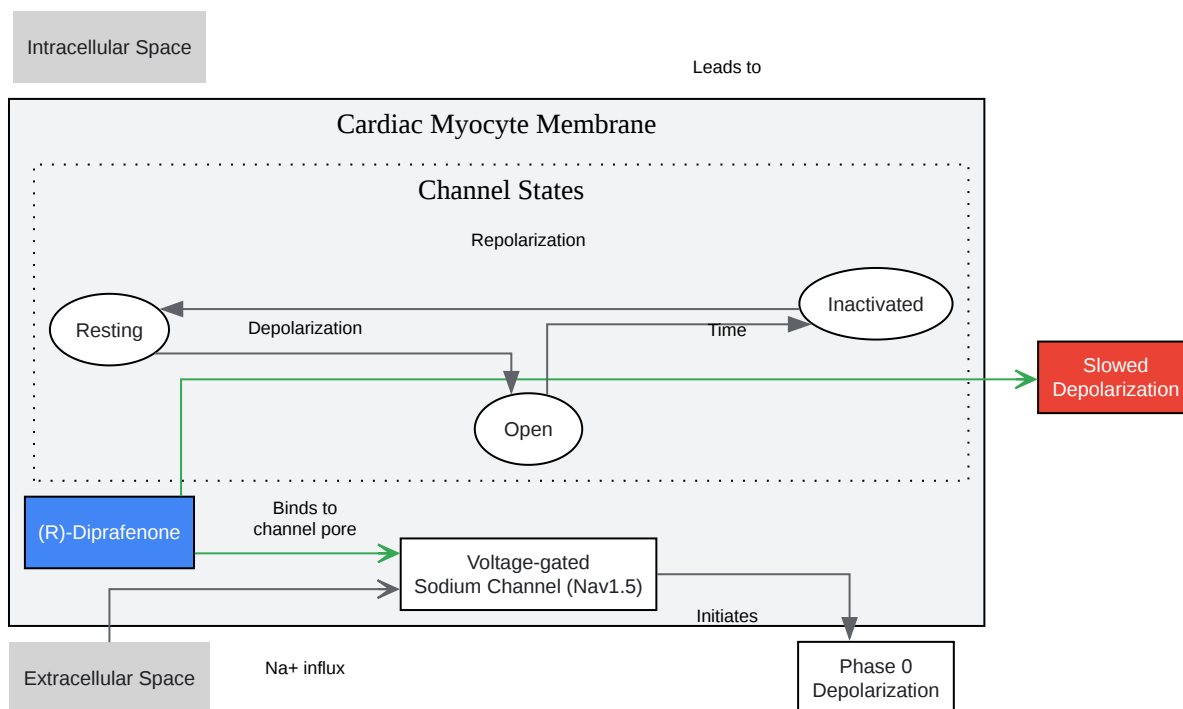 Intracellular Space
Leads to
Cardiac Myocyte Membrane
Channel States
Repolarization
Inactivated
Resting
Depolarization
Time
Slowed
Depolarization
Open
(R)-Diprafenone
Binds to
channel pore
Voltage-gated
Sodium Channel (Nav1.5)
Initiates
Extracellular Space
Na+ influx
Phase 0
Depolarization